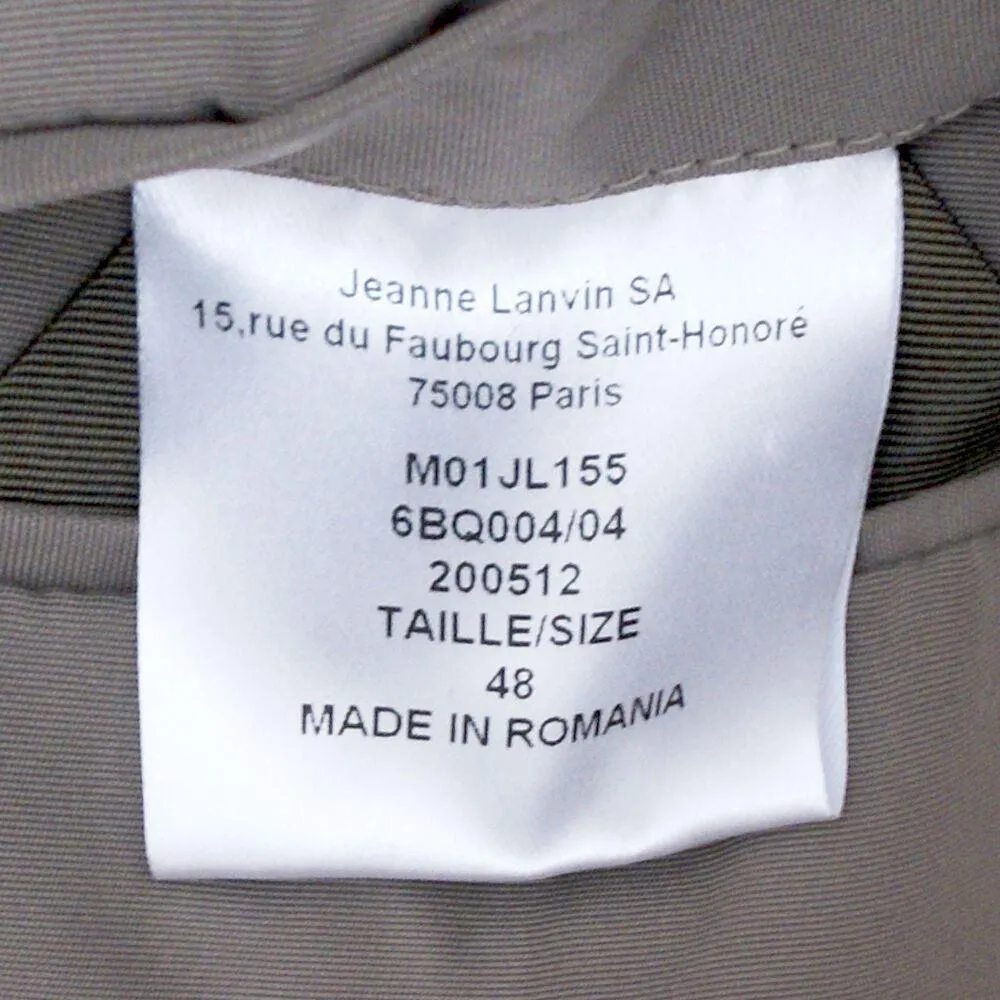 Jeanne Lanvin SA
15,rue du Faubourg Saint-Honoré
75008 Paris
M01JL155
6BQ004/04
200512
TAILLE/SIZE
48
MADE IN ROMANIA